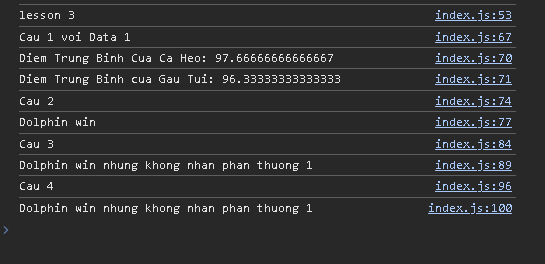 lesson 3 index.js:53
Cau 1 voi Data 1 index.js:67
Diem Trung Binh Cua Ca Heo: 97.66666666666667 index.js:70
Diem Trung Binh cua Gau Tui: 96.33333333333333 index.js:71
Cau 2 index.js:74
Dolphin win index.js:77
Cau 3 index.js:84
Dolphin win nhung khong nhan phan thuong 1 index.js:89
Cau 4 index.js:96
Dolphin win nhung khong nhan phan thuong 1 index.js:100
>